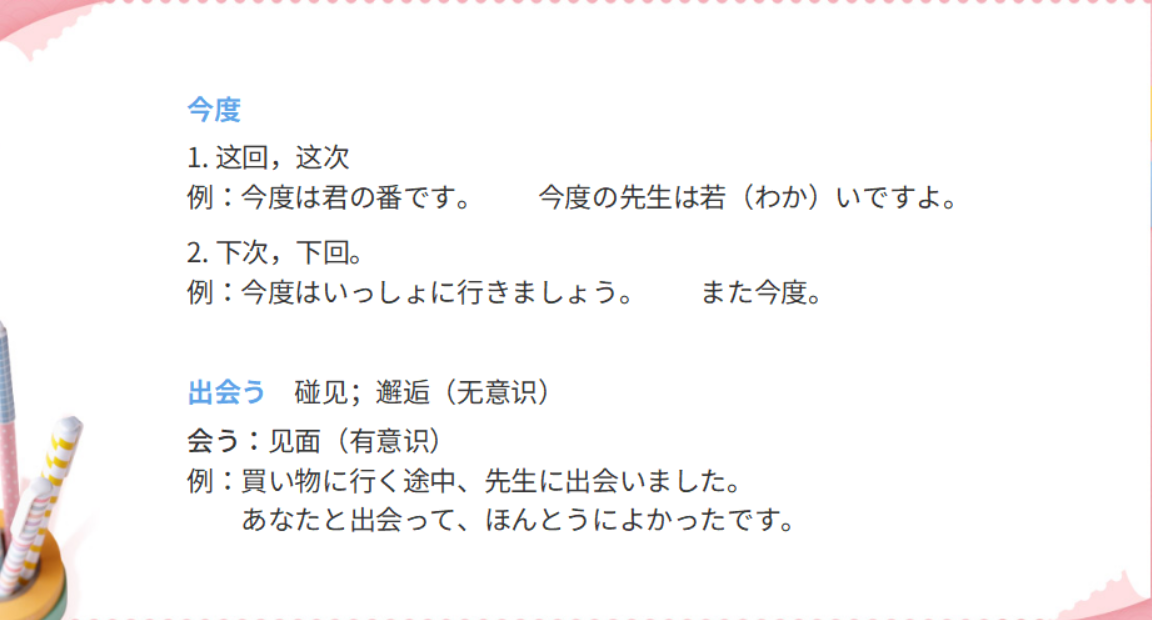 今度
1. 这回，这次
例：今度は君の番です。　　今度の先生は若（わか）いですよ。
2. 下次，下回。
例：今度はいっしょに行きましょう。　　また今度。
出会う　碰见；邂逅（无意识）
会う：见面（有意识）
例：買い物に行く途中、先生に出会いました。
あなたと出会って、ほんとうによかったです。